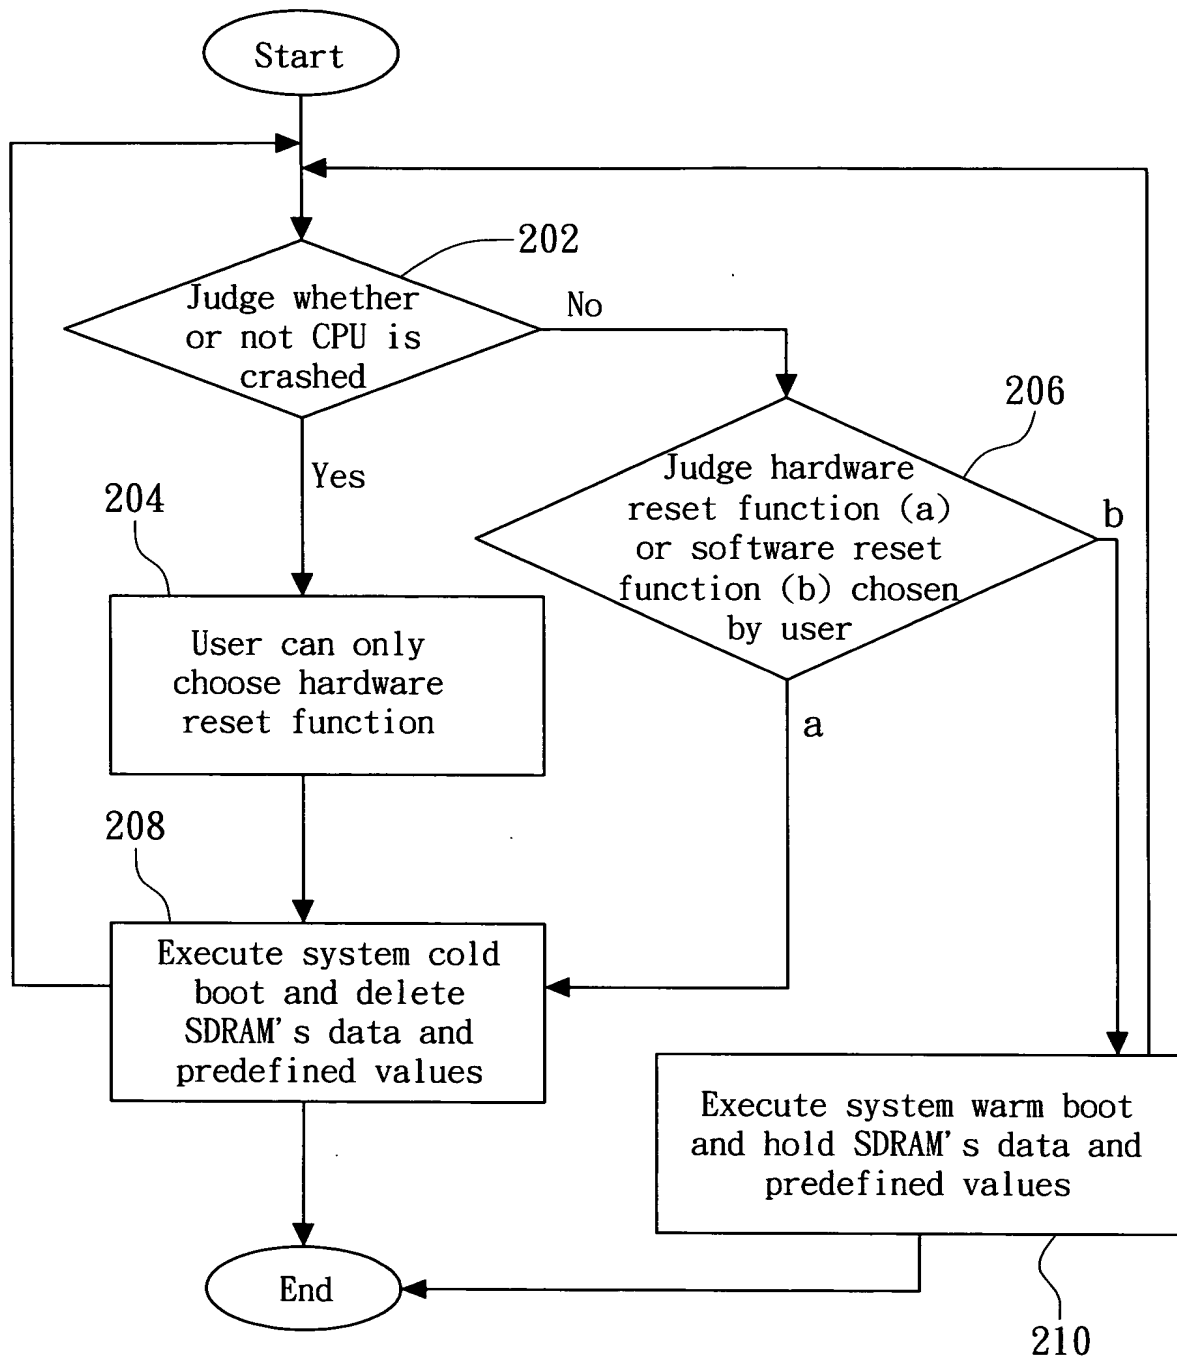 Start
202
Judge whether
or not CPU is
crashed
No
Yes
206
Judge hardware
reset function (a)
or software reset
function (b) chosen
by user
b
a
204
User can only
choose hardware
reset function
208
Execute system cold
boot and delete
SDRAM's data and
predefined values
Execute system warm boot
and hold SDRAM's data and
predefined values
210
End